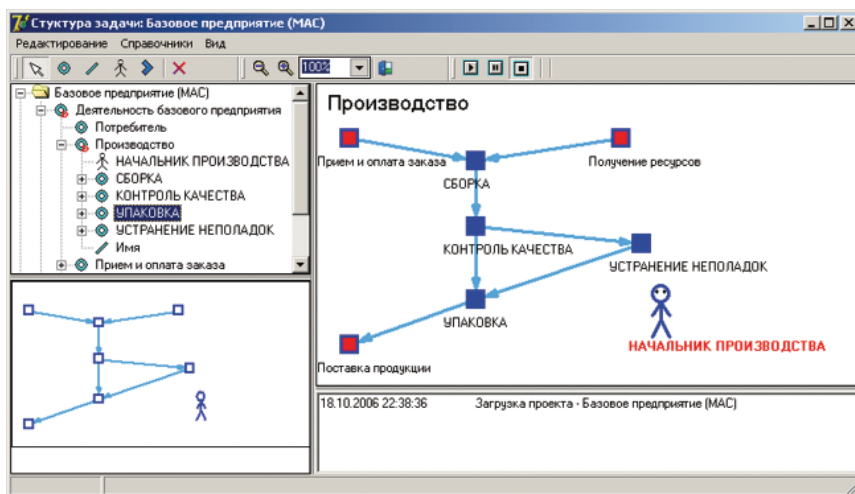 Стуктура задачи: Базовое предприятие (МАС)
Редактирование Справочники Вид
100%
Базовое предприятие (МАС)
Деятельность базового предприятия
Потребитель
Производство
НАЧАЛЬНИК ПРОИЗВОДСТВА
СБОРКА
КОНТРОЛЬ КАЧЕСТВА
УПАКОВКА
УСТРАНЕНИЕ НЕПОЛАДОК
Имя
Прием и оплата заказа
Производство
Прием и оплата заказа
Получение ресурсов
СБОРКА
КОНТРОЛЬ КАЧЕСТВА
УСТРАНЕНИЕ НЕПОЛАДОК
УПАКОВКА
НАЧАЛЬНИК ПРОИЗВОДСТВА
Поставка продукции
18.10.2006 22:38:36 Загрузка проекта - Базовое предприятие (МАС)